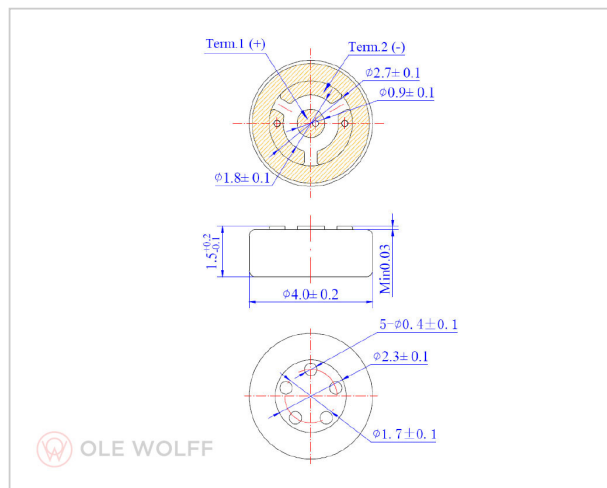 Term.1 (+)
Term.2 (-)
ϕ2.7± 0.1
ϕ0.9± 0.1
ϕ1.8± 0.1
1.5+0.2-0.1
Min0.03
ϕ4.0± 0.2
5-ϕ0.4±0.1
ϕ2.3± 0.1
ϕ1.7± 0.1
OLE WOLFF